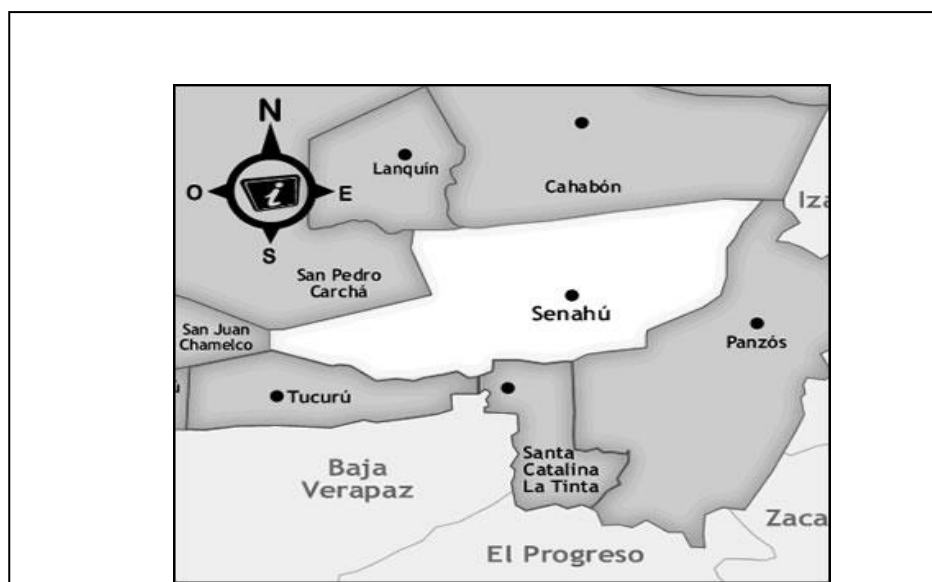 N
O
E
S
i
Lanquín
Cahabón
Iza
San Pedro
Carchá
Senahú
San Juan
Chamelco
Panzós
ú
Tucurú
Santa
Catalina
La Tinta
Baja
Verapaz
Zaca
El Progreso